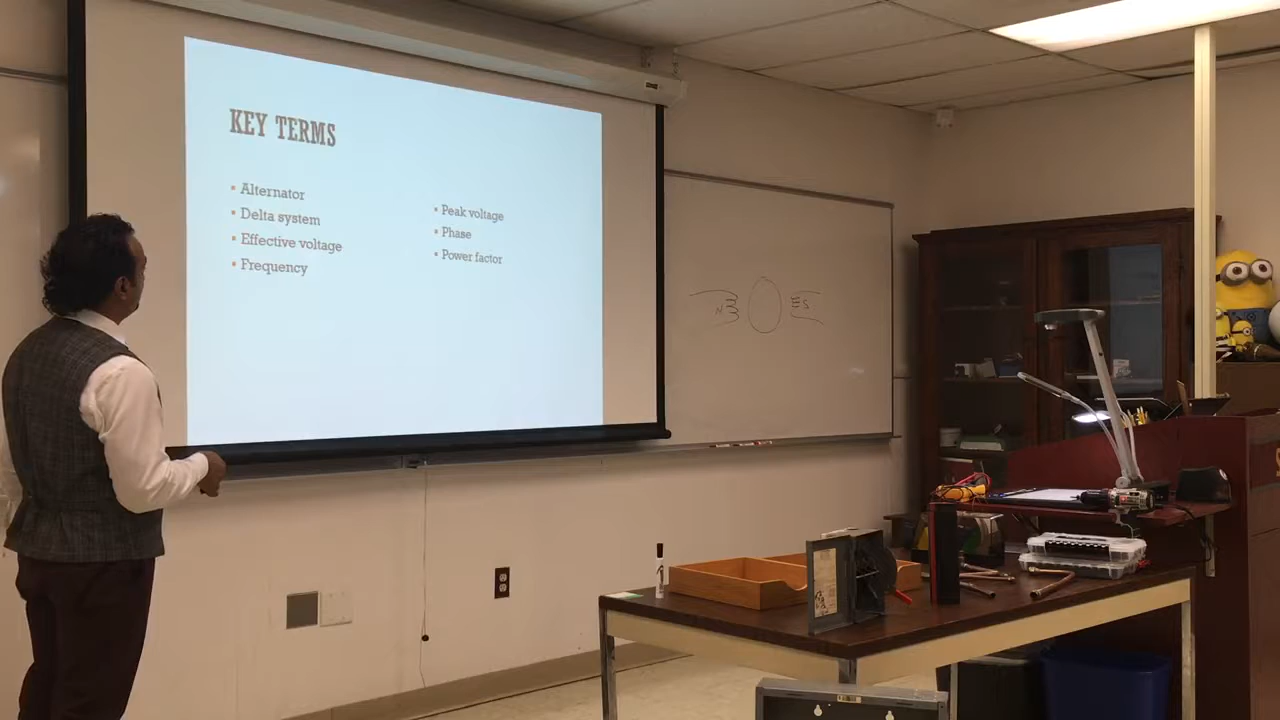 KEY TERMS
▪ Alternator
▪ Delta system
▪ Effective voltage
▪ Frequency
▪ Peak voltage
▪ Phase
▪ Power factor
N
S